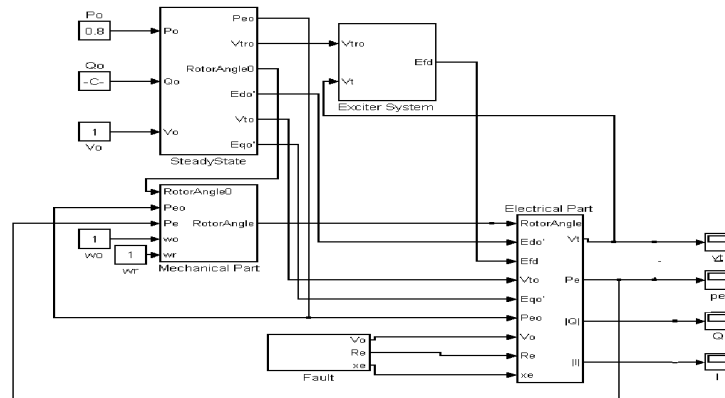 Po
0.8
Qo
-C-
1
Vo
Po
Qo
Vo
Peo
Vtro
RotorAngle0
Edo'
Vto
Eqo'
SteadyState
Vtro
Vt
Efd
Exciter System
RotorAngle0
Peo
Pe
wo
wr
RotorAngle
Mechanical Part
1
wo
1
wr
Electrical Part
RotorAngle
Edo'
Efd
Vto
Eqo'
Peo
Vo
Re
xe
Vt
Pe
|Q|
|I|
Vo
Re
xe
Fault
vt
pe
Q
I